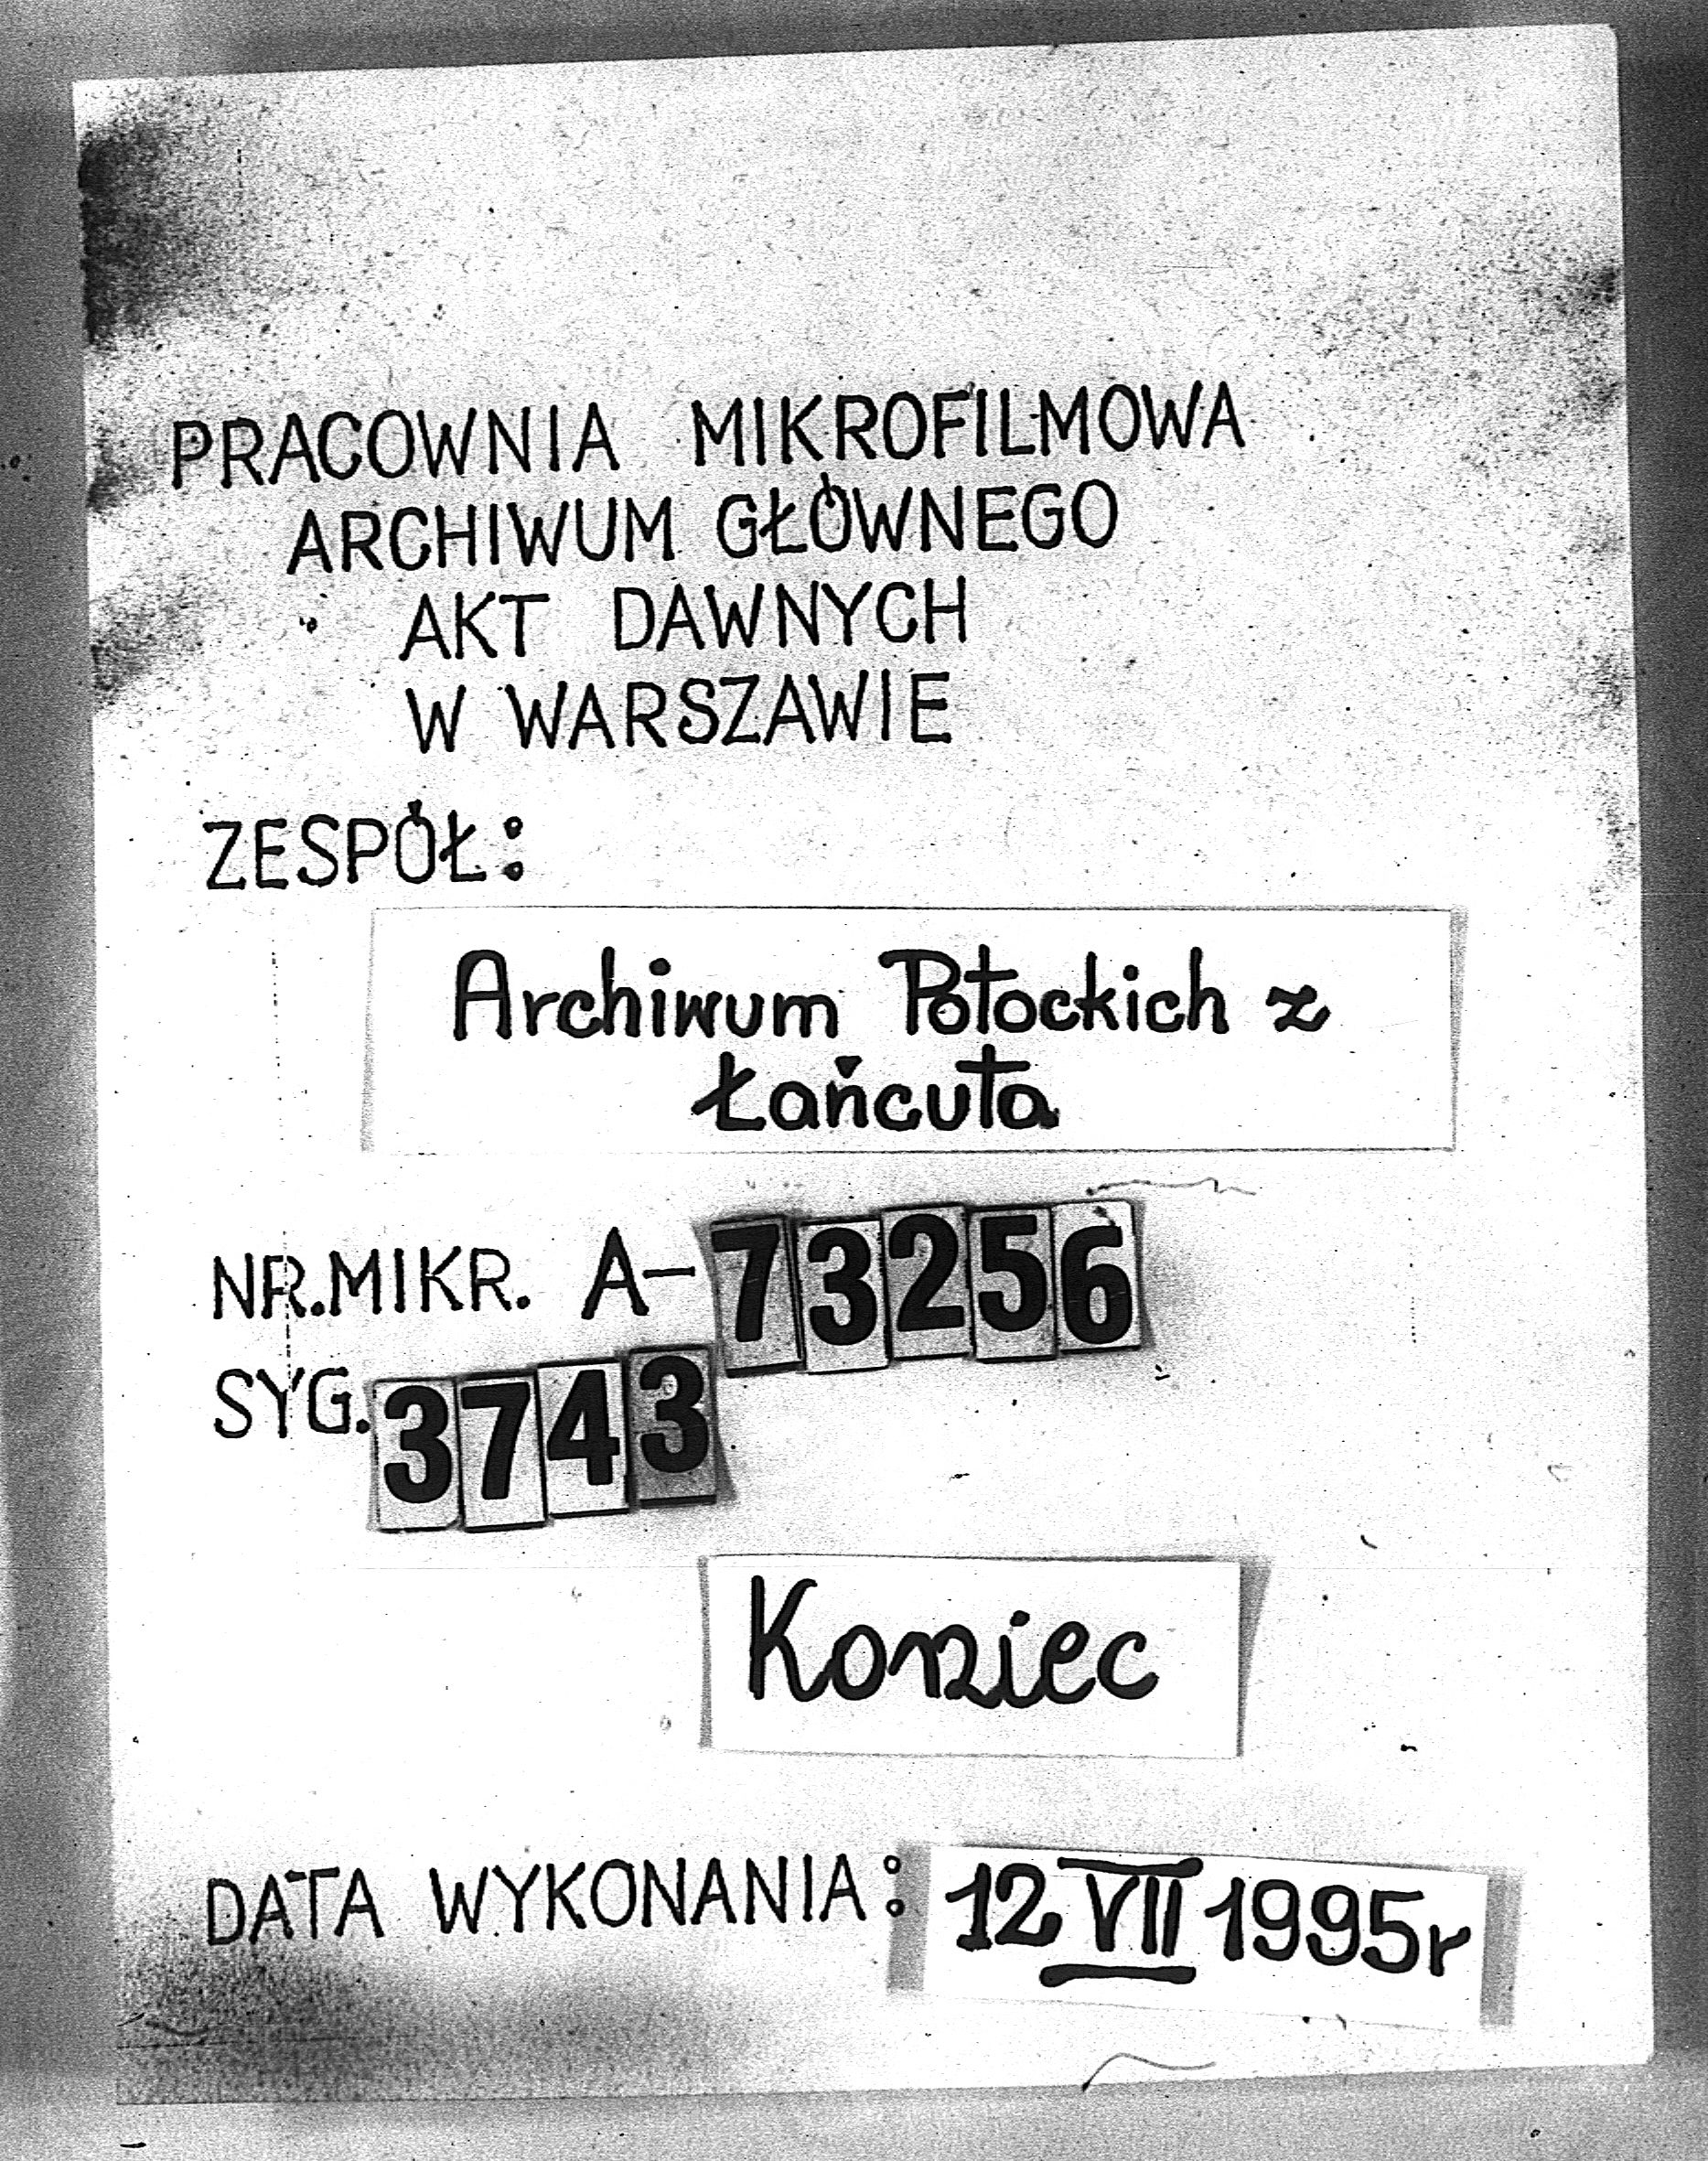 PRACOWNIA MIKROFILMOWA
ARCHIWUM GŁÓWNEGO
AKT DAWNYCH
W WARSZAWIE
ZESPÓŁ:
Archiwum Potockich z
Łańcuta
NR.MIKR. A-73256
SYG. 3743
Koniec
DATA WYKONANIA: 12 VII 1995r